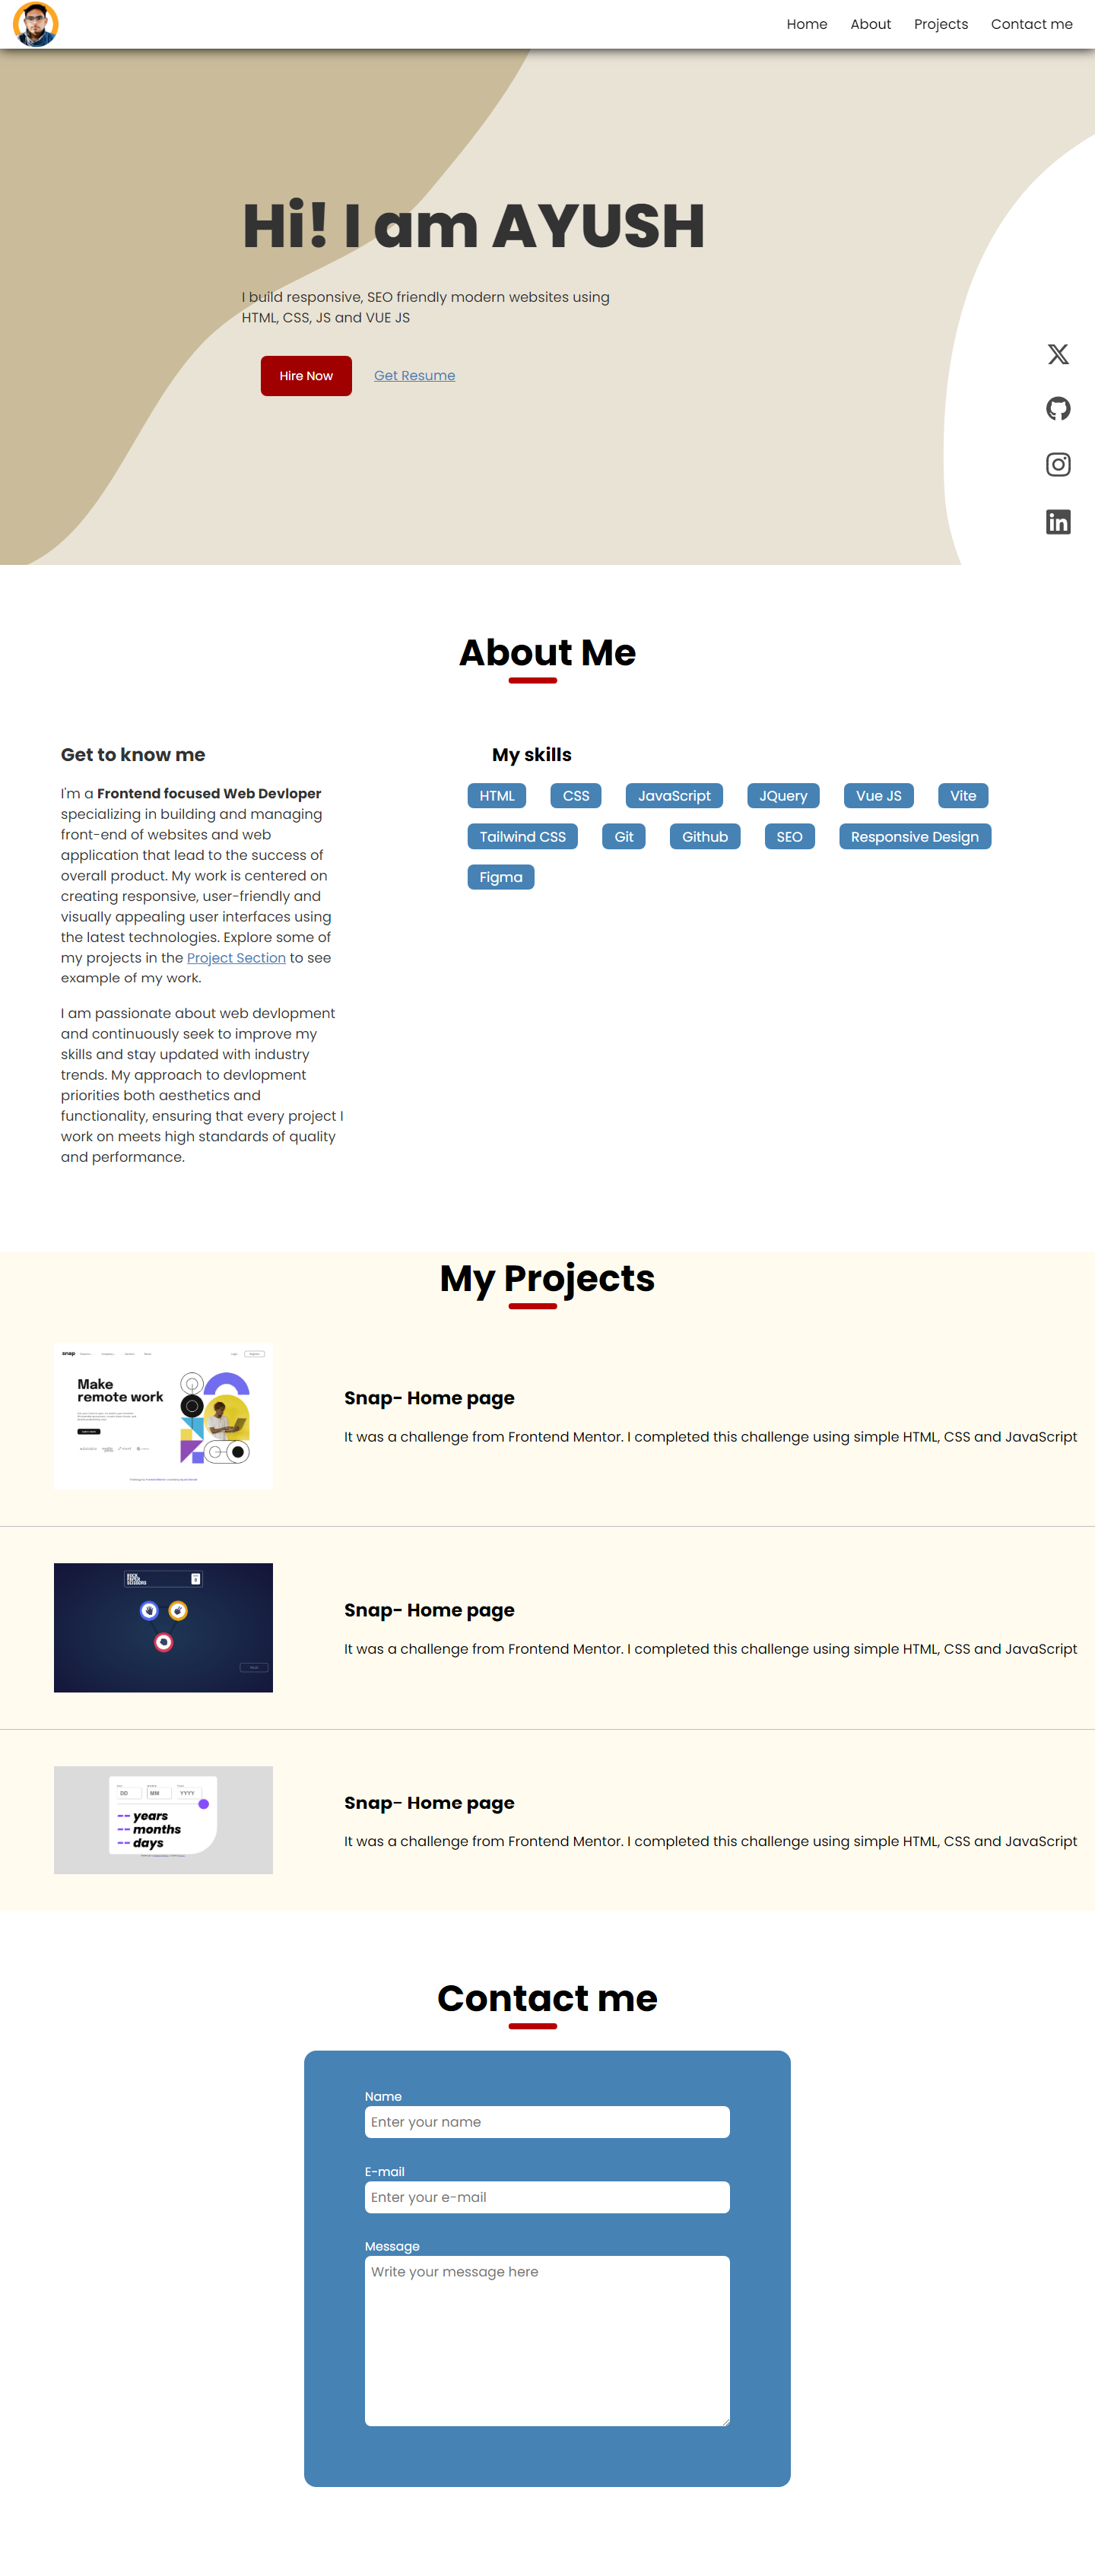 Home About Projects Contact me
Hi! I am AYUSH
I build responsive, SEO friendly modern websites using
HTML, CSS, JS and VUE JS
Hire Now Get Resume
About Me
Get to know me
I'm a Frontend focused Web Devloper
specializing in building and managing
front-end of websites and web
application that lead to the success of
overall product. My work is centered on
creating responsive, user-friendly and
visually appealing user interfaces using
the latest technologies. Explore some of
my projects in the Project Section to see
example of my work.
I am passionate about web devlopment
and continuously seek to improve my
skills and stay updated with industry
trends. My approach to devlopment
priorities both aesthetics and
functionality, ensuring that every project I
work on meets high standards of quality
and performance.
My skills
HTML CSS JavaScript JQuery Vue JS Vite
Tailwind CSS Git Github SEO Responsive Design
Figma
My Projects
snap
Make
remote work
Snap- Home page
It was a challenge from Frontend Mentor. I completed this challenge using simple HTML, CSS and JavaScript
ROCK
PAPER
SCISSORS
Snap- Home page
It was a challenge from Frontend Mentor. I completed this challenge using simple HTML, CSS and JavaScript
DD MM YYYY
-- years
-- months
-- days
Snap- Home page
It was a challenge from Frontend Mentor. I completed this challenge using simple HTML, CSS and JavaScript
Contact me
Name
Enter your name
E-mail
Enter your e-mail
Message
Write your message here